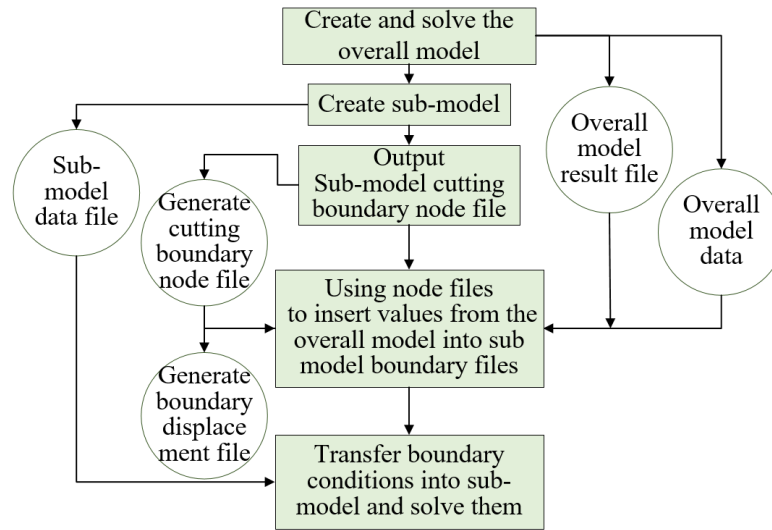 Create and solve the
overall model
Create sub-model
Output
Sub-model cutting
boundary node file
Using node files
to insert values from the
overall model into sub
model boundary files
Transfer boundary
conditions into sub-
model and solve them
Sub-
model
data file
Generate
cutting
boundary
node file
Generate
boundary
displace
ment file
Overall
model
result file
Overall
model
data